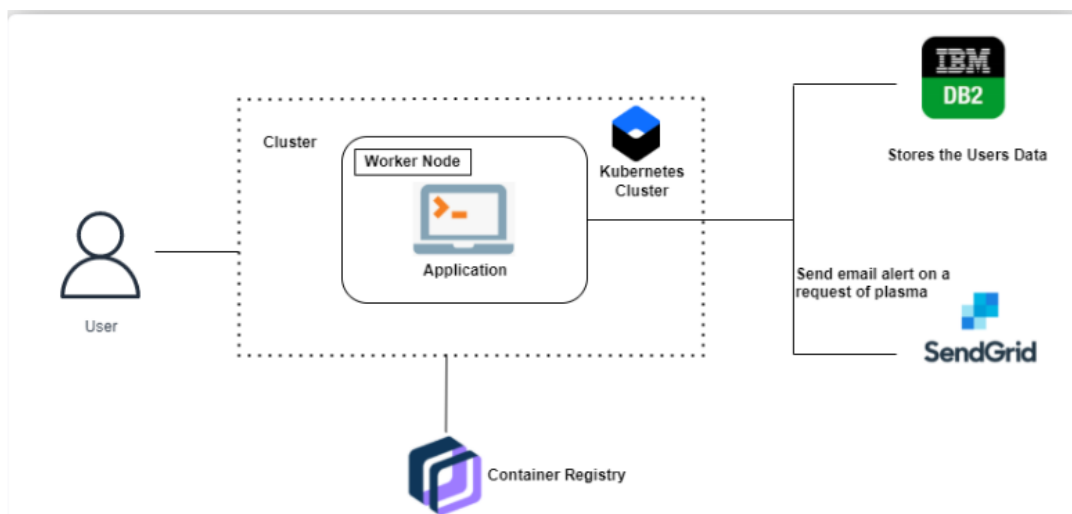 IBM
DB2
Stores the Users Data
Cluster
Worker Node
Kubernetes
Cluster
Application
User
Send email alert on a
request of plasma
SendGrid
Container Registry